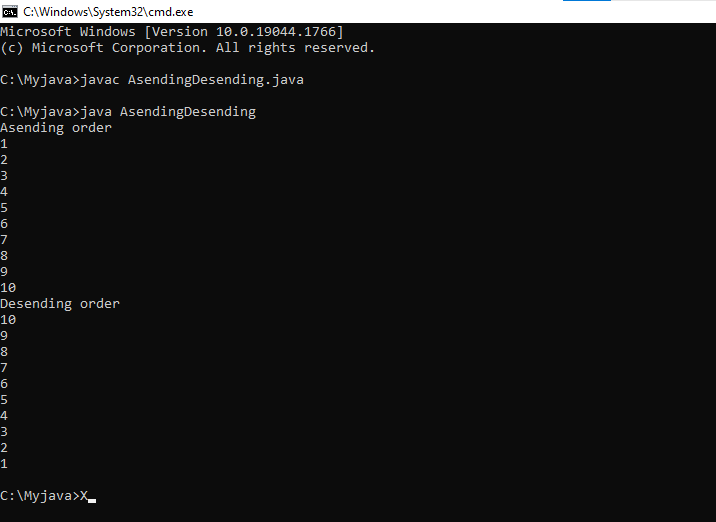 C:\Windows\System32\cmd.exe
Microsoft Windows [Version 10.0.19044.1766]
(c) Microsoft Corporation. All rights reserved.
C:\Myjava>javac AsendingDesending.java
C:\Myjava>java AsendingDesending
Asending order
1
2
3
4
5
6
7
8
9
10
Desending order
10
9
8
7
6
5
4
3
2
1
C:\Myjava>X